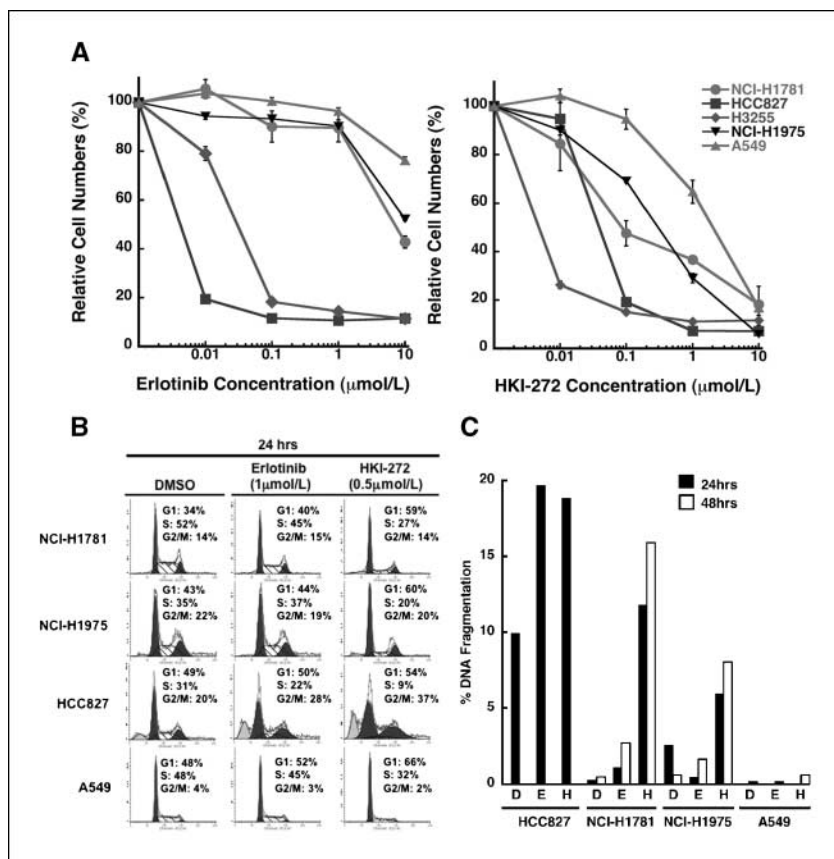 A
Relative Cell Numbers (%)
100
80
60
40
20
0
0.01
0.1
1
10
Erlotinib Concentration (μmol/L)
Relative Cell Numbers (%)
100
80
60
40
20
0
0.01
0.1
1
10
HKI-272 Concentration (μmol/L)
NCI-H1781
HCC827
H3255
NCI-H1975
A549
B
24 hrs
DMSO
Erlotinib
(1μmol/L)
HKI-272
(0.5μmol/L)
NCI-H1781
G1: 34%
S: 52%
G2/M: 14%
G1: 40%
S: 45%
G2/M: 15%
G1: 59%
S: 27%
G2/M: 14%
NCI-H1975
G1: 43%
S: 35%
G2/M: 22%
G1: 44%
S: 37%
G2/M: 19%
G1: 60%
S: 20%
G2/M: 20%
HCC827
G1: 49%
S: 31%
G2/M: 20%
G1: 50%
S: 22%
G2/M: 28%
G1: 54%
S: 9%
G2/M: 37%
A549
G1: 48%
S: 48%
G2/M: 4%
G1: 52%
S: 45%
G2/M: 3%
G1: 66%
S: 32%
G2/M: 2%
C
% DNA Fragmentation
20
15
10
5
0
24hrs
48hrs
D E H D E H D E H D E H
HCC827 NCI-H1781 NCI-H1975 A549